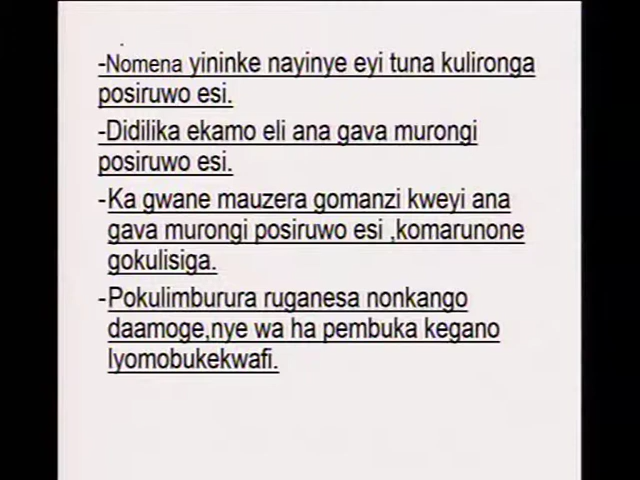 -Nomena yininke nayinye eyi tuna kulironga
posiruwo esi.
-Didilika ekamo eli ana gava murongi
posiruwo esi.
-Ka gwane mauzera gomanzi kweyi ana
gava murongi posiruwo esi ,komarunone
gokulisiga.
-Pokulimburura ruganesa nonkango
daamoge,nye wa ha pembuka kegano
lyomobukekwafi.